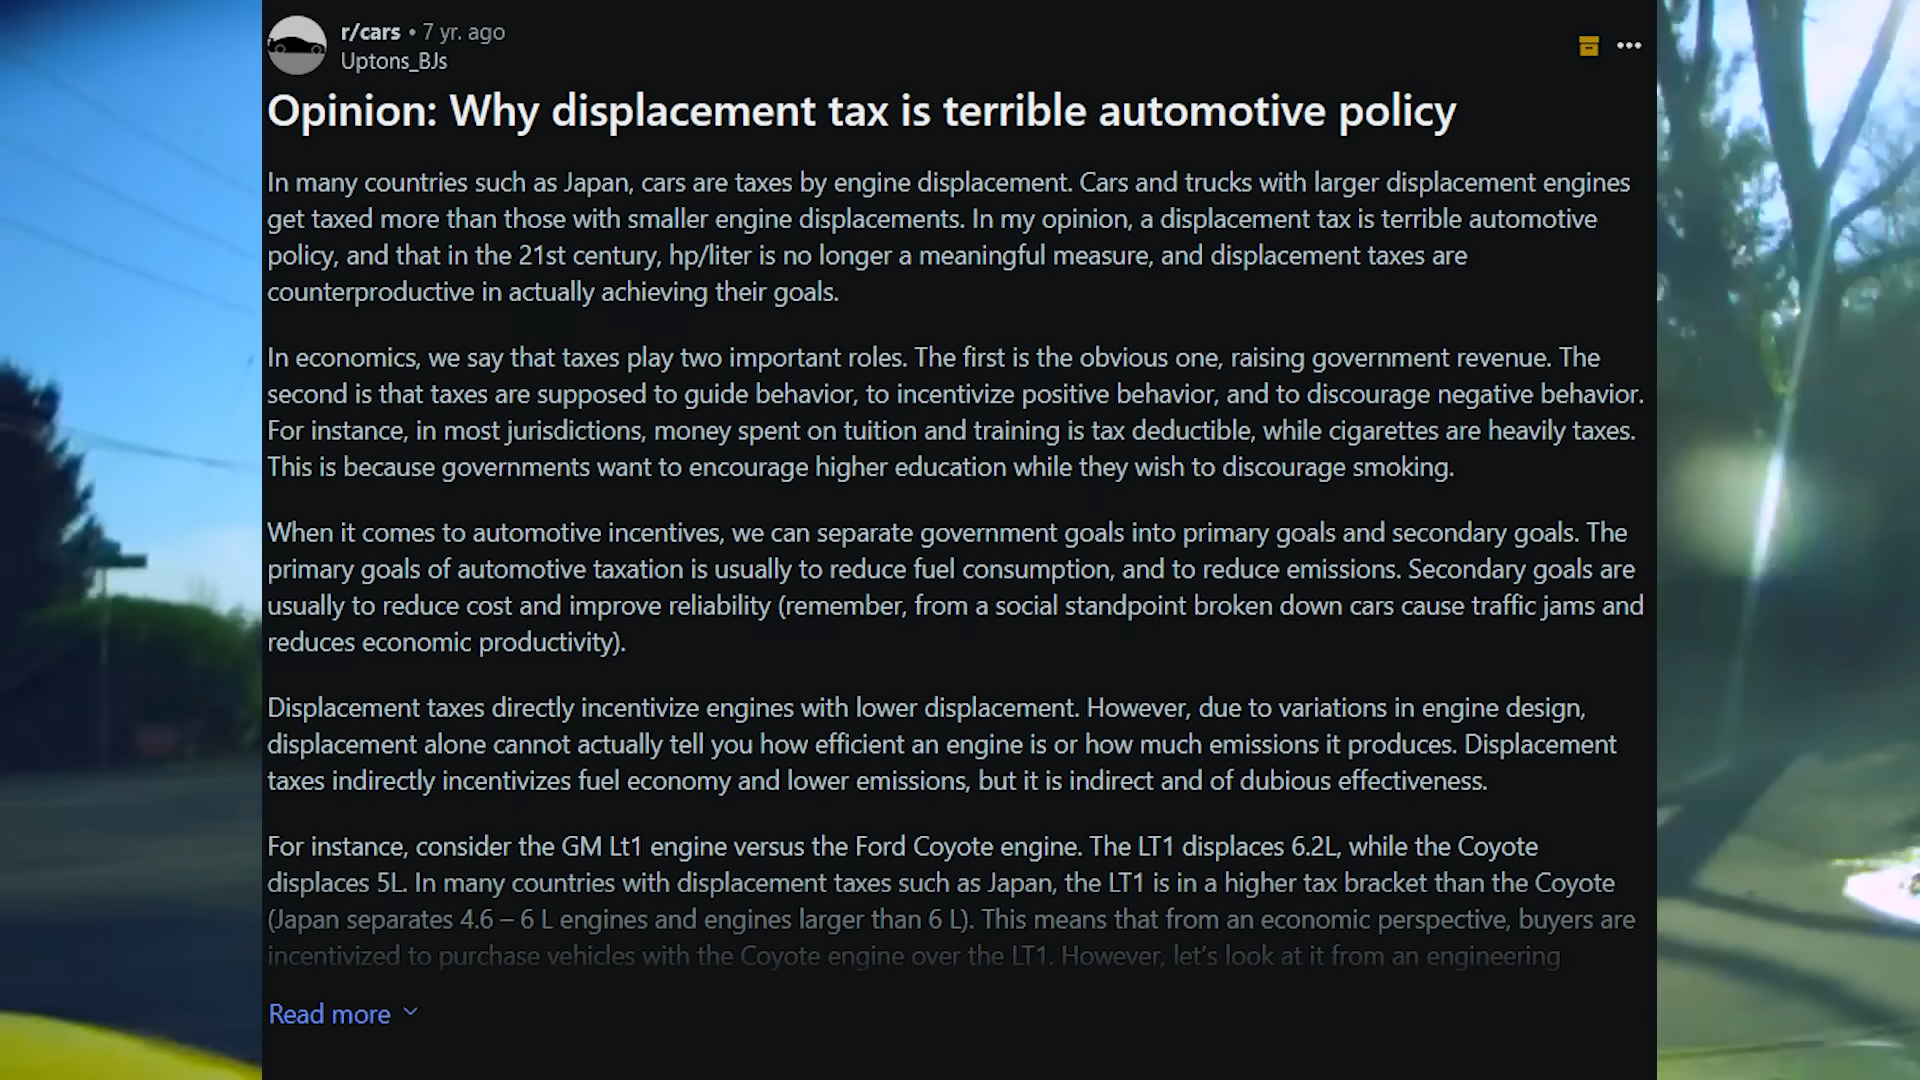 r/cars • 7 yr. ago
Uptons_BJs
Opinion: Why displacement tax is terrible automotive policy
In many countries such as Japan, cars are taxes by engine displacement. Cars and trucks with larger displacement engines
get taxed more than those with smaller engine displacements. In my opinion, a displacement tax is terrible automotive
policy, and that in the 21st century, hp/liter is no longer a meaningful measure, and displacement taxes are
counterproductive in actually achieving their goals.
In economics, we say that taxes play two important roles. The first is the obvious one, raising government revenue. The
second is that taxes are supposed to guide behavior, to incentivize positive behavior, and to discourage negative behavior.
For instance, in most jurisdictions, money spent on tuition and training is tax deductible, while cigarettes are heavily taxes.
This is because governments want to encourage higher education while they wish to discourage smoking.
When it comes to automotive incentives, we can separate government goals into primary goals and secondary goals. The
primary goals of automotive taxation is usually to reduce fuel consumption, and to reduce emissions. Secondary goals are
usually to reduce cost and improve reliability (remember, from a social standpoint broken down cars cause traffic jams and
reduces economic productivity).
Displacement taxes directly incentivize engines with lower displacement. However, due to variations in engine design,
displacement alone cannot actually tell you how efficient an engine is or how much emissions it produces. Displacement
taxes indirectly incentivizes fuel economy and lower emissions, but it is indirect and of dubious effectiveness.
For instance, consider the GM Lt1 engine versus the Ford Coyote engine. The LT1 displaces 6.2L, while the Coyote
displaces 5L. In many countries with displacement taxes such as Japan, the LT1 is in a higher tax bracket than the Coyote
(Japan separates 4.6 – 6 L engines and engines larger than 6 L). This means that from an economic perspective, buyers are
incentivized to purchase vehicles with the Coyote engine over the LT1. However, let's look at it from an engineering
Read more